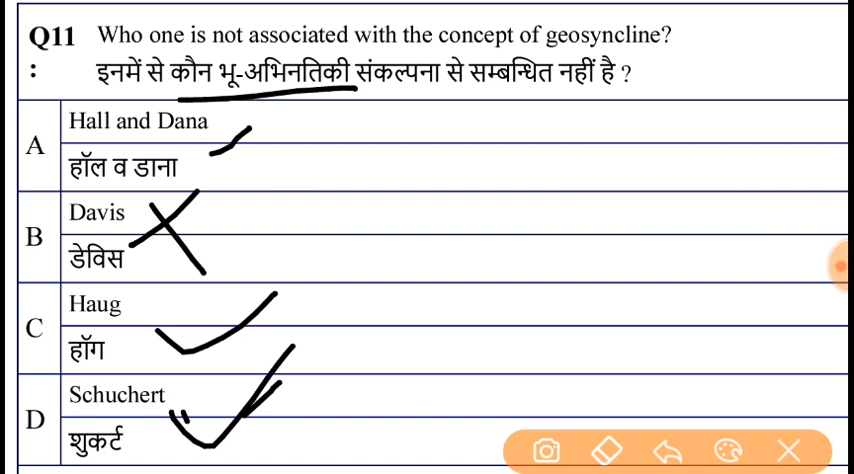 Q11 Who one is not associated with the concept of geosyncline?
: इनमें से कौन भू-अभिनतिकी संकल्पना से सम्बन्धित नहीं है ?
A
Hall and Dana
हॉल व डाना
B
Davis
डेविस
C
Haug
हॉग
D
Schuchert
शुकर्ट